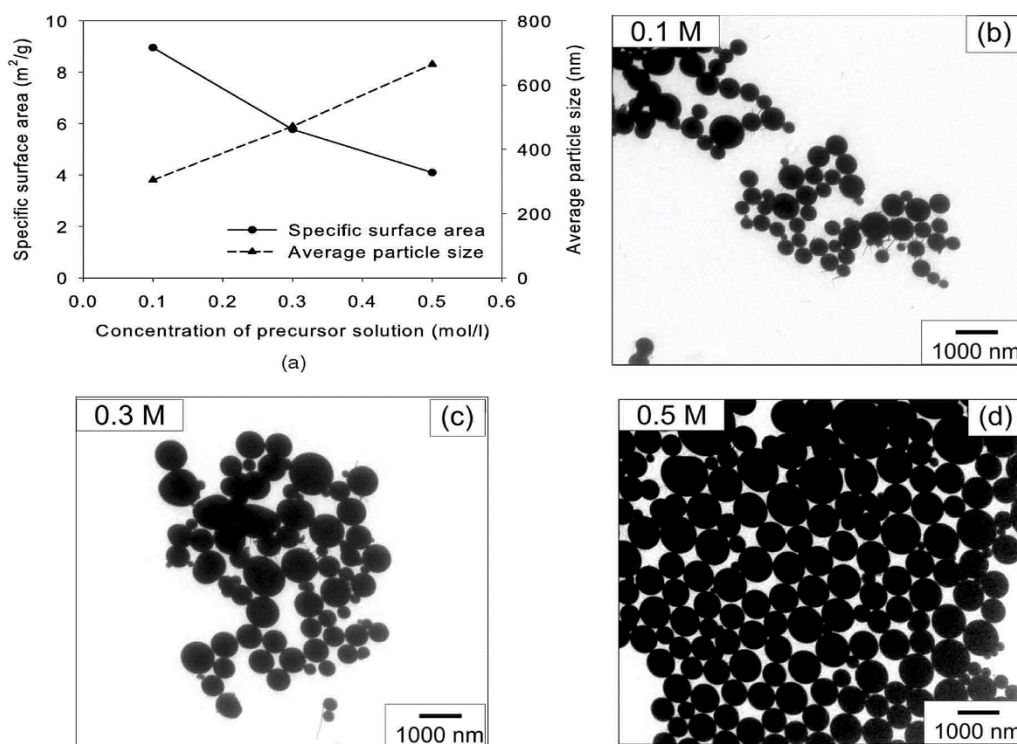 10
8
6
4
2
0
Specific surface area (m²/g)
800
600
400
200
0
Average particle size (nm)
Specific surface area
Average particle size
0.0 0.1 0.2 0.3 0.4 0.5 0.6
Concentration of precursor solution (mol/l)
(a)
0.1 M
(b)
1000 nm
0.3 M
(c)
1000 nm
0.5 M
(d)
1000 nm